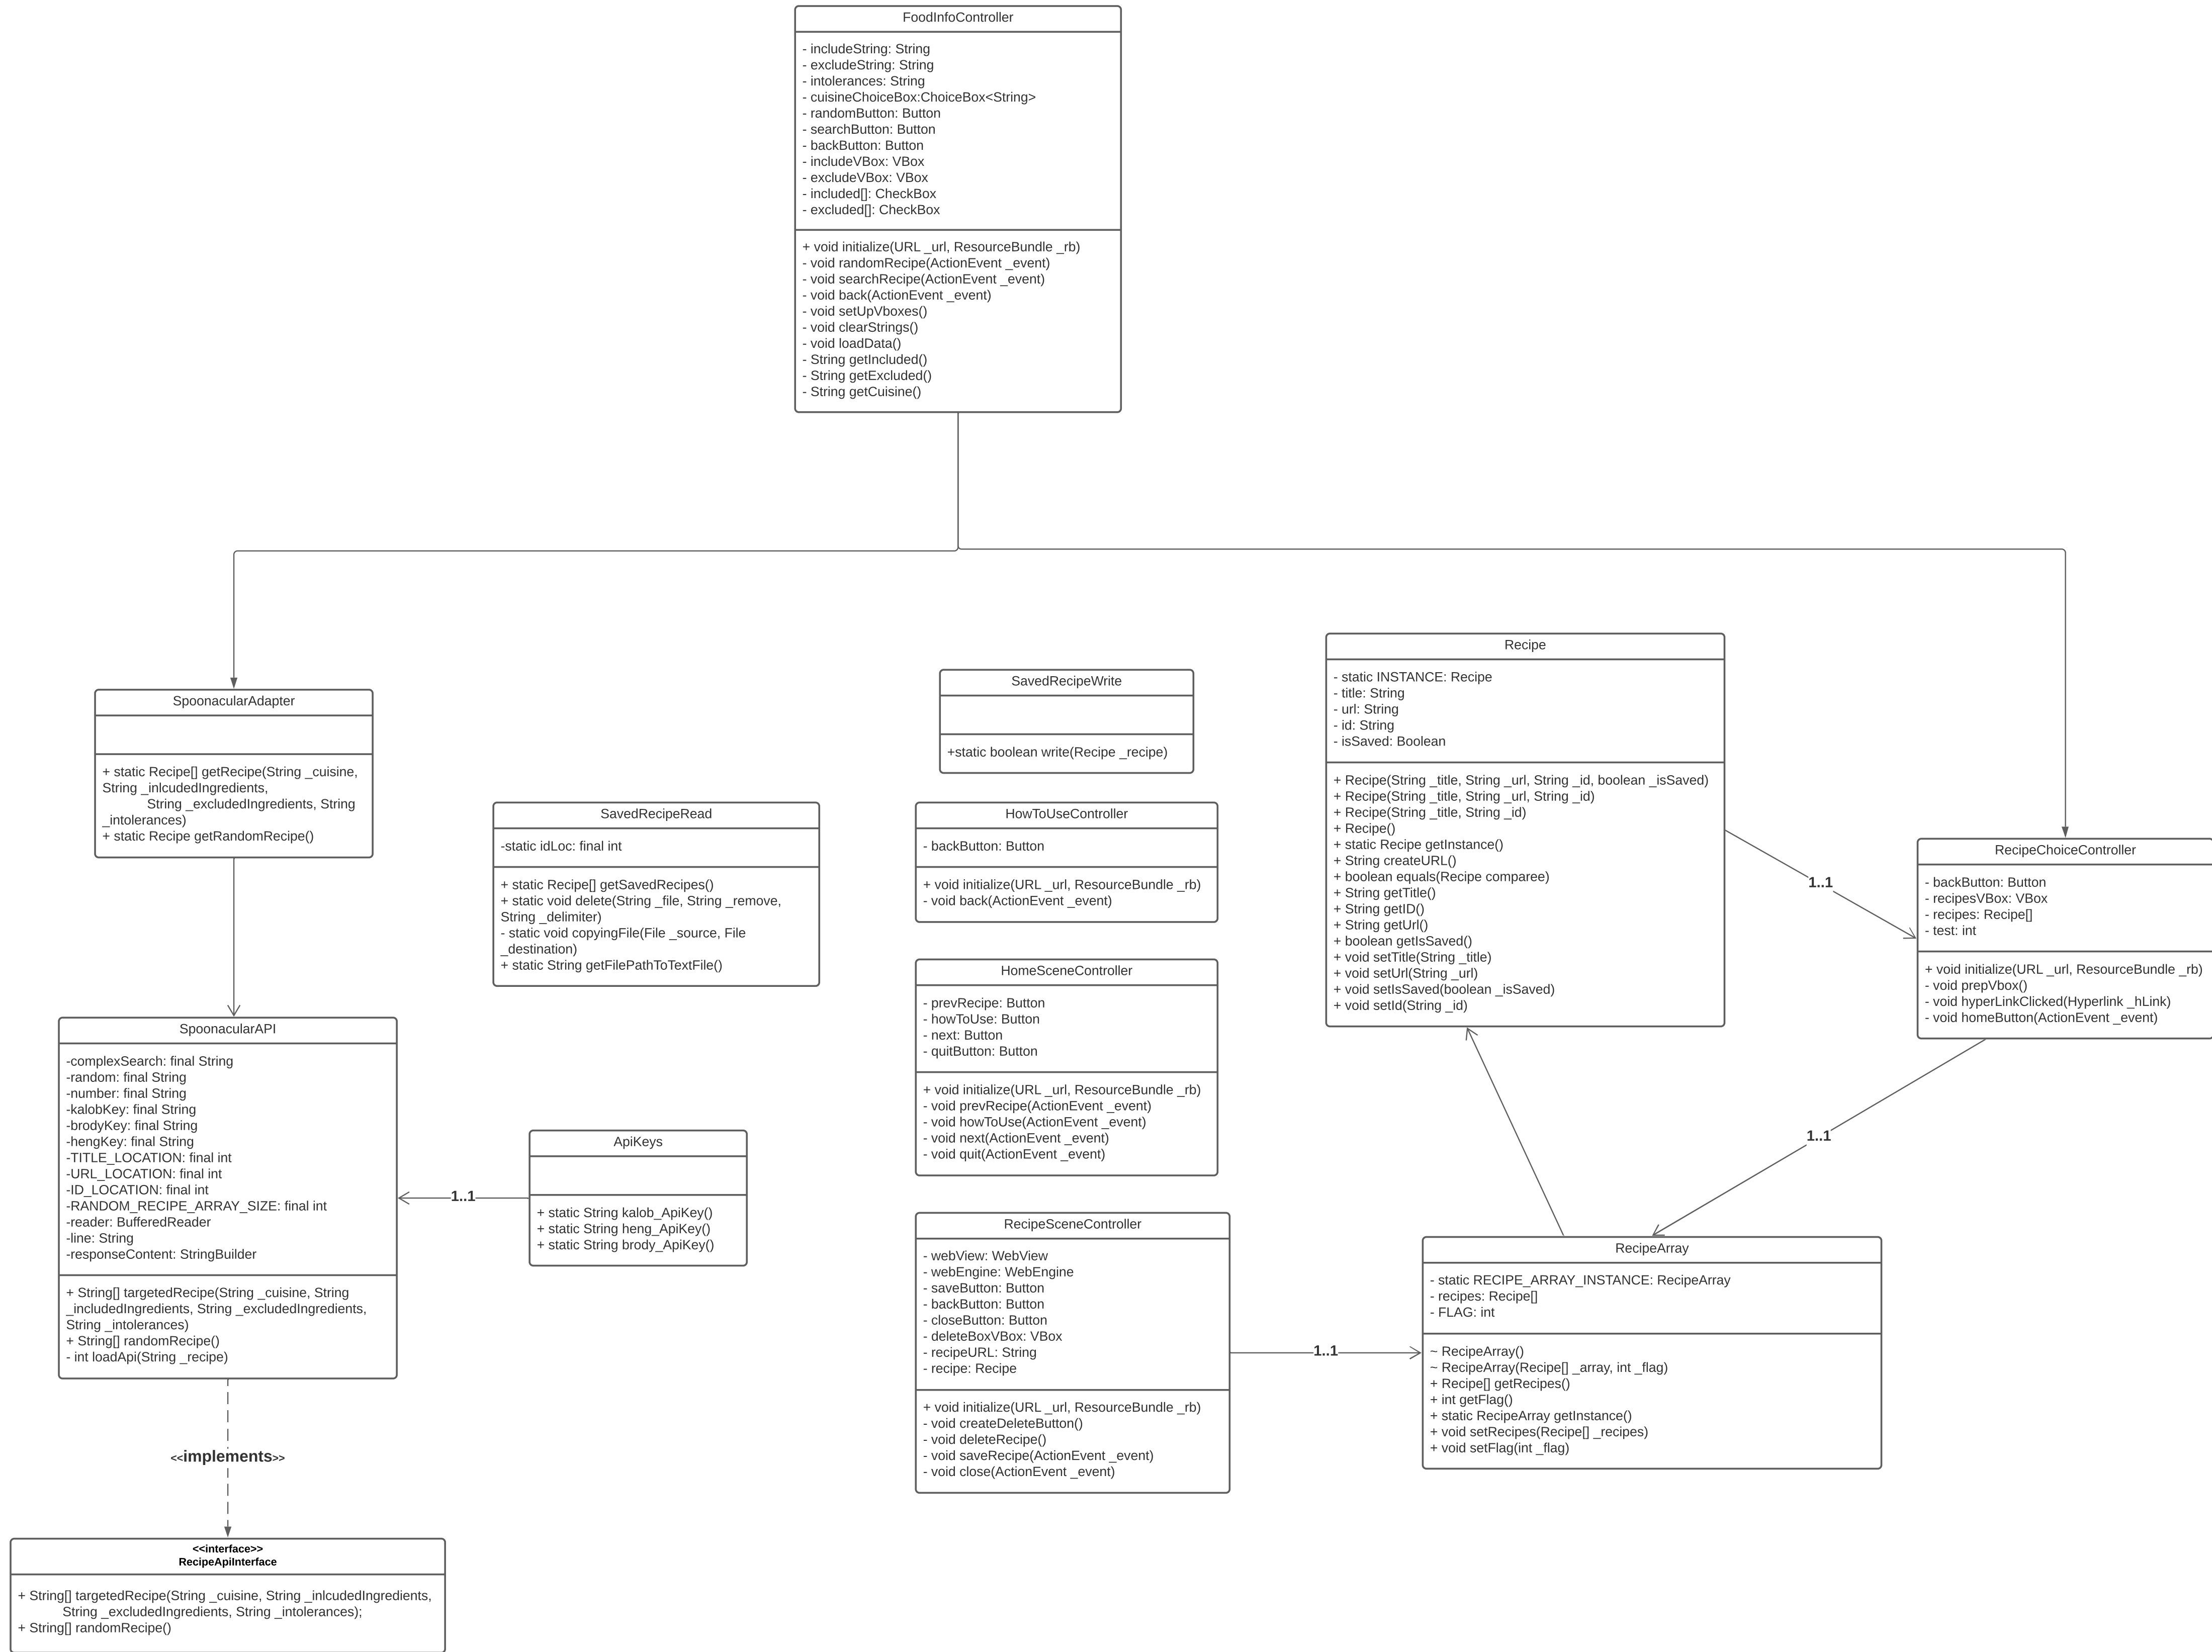 FoodInfoController
- includeString: String
- excludeString: String
- intolerances: String
- cuisineChoiceBox:ChoiceBox<String>
- randomButton: Button
- searchButton: Button
- backButton: Button
- includeVBox: VBox
- excludeVBox: VBox
- included[]: CheckBox
- excluded[]: CheckBox
+ void initialize(URL _url, ResourceBundle _rb)
- void randomRecipe(ActionEvent _event)
- void searchRecipe(ActionEvent _event)
- void back(ActionEvent _event)
- void setUpVboxes()
- void clearStrings()
- void loadData()
- String getIncluded()
- String getExcluded()
- String getCuisine()
SpoonacularAdapter
+ static Recipe[] getRecipe(String _cuisine,
String _inlcudedIngredients,
String _excludedIngredients, String
_intolerances)
+ static Recipe getRandomRecipe()
SavedRecipeRead
-static idLoc: final int
+ static Recipe[] getSavedRecipes()
+ static void delete(String _file, String _remove,
String _delimiter)
- static void copyingFile(File _source, File
_destination)
+ static String getFilePathToTextFile()
SavedRecipeWrite
+static boolean write(Recipe _recipe)
HowToUseController
- backButton: Button
+ void initialize(URL _url, ResourceBundle _rb)
- void back(ActionEvent _event)
HomeSceneController
- prevRecipe: Button
- howToUse: Button
- next: Button
- quitButton: Button
+ void initialize(URL _url, ResourceBundle _rb)
- void prevRecipe(ActionEvent _event)
- void howToUse(ActionEvent _event)
- void next(ActionEvent _event)
- void quit(ActionEvent _event)
Recipe
- static INSTANCE: Recipe
- title: String
- url: String
- id: String
- isSaved: Boolean
+ Recipe(String _title, String _url, String _id, boolean _isSaved)
+ Recipe(String _title, String _url, String _id)
+ Recipe(String _title, String _id)
+ Recipe()
+ static Recipe getInstance()
+ String createURL()
+ boolean equals(Recipe comparee)
+ String getTitle()
+ String getID()
+ String getUrl()
+ boolean getIsSaved()
+ void setTitle(String _title)
+ void setUrl(String _url)
+ void setIsSaved(boolean _isSaved)
+ void setId(String _id)
1..1
RecipeChoiceController
- backButton: Button
- recipesVBox: VBox
- recipes: Recipe[]
- test: int
+ void initialize(URL _url, ResourceBundle _rb)
- void prepVbox()
- void hyperLinkClicked(Hyperlink _hLink)
- void homeButton(ActionEvent _event)
1..1
SpoonacularAPI
-complexSearch: final String
-random: final String
-number: final String
-kalobKey: final String
-brodyKey: final String
-hengKey: final String
-TITLE_LOCATION: final int
-URL_LOCATION: final int
-ID_LOCATION: final int
-RANDOM_RECIPE_ARRAY_SIZE: final int
-reader: BufferedReader
-line: String
-responseContent: StringBuilder
+ String[] targetedRecipe(String _cuisine, String
_includedIngredients, String _excludedIngredients,
String _intolerances)
+ String[] randomRecipe()
- int loadApi(String _recipe)
1..1
ApiKeys
+ static String kalob_ApiKey()
+ static String heng_ApiKey()
+ static String brody_ApiKey()
RecipeSceneController
- webView: WebView
- webEngine: WebEngine
- saveButton: Button
- backButton: Button
- closeButton: Button
- deleteBoxVBox: VBox
- recipeURL: String
- recipe: Recipe
+ void initialize(URL _url, ResourceBundle _rb)
- void createDeleteButton()
- void deleteRecipe()
- void saveRecipe(ActionEvent _event)
- void close(ActionEvent _event)
1..1
RecipeArray
- static RECIPE_ARRAY_INSTANCE: RecipeArray
- recipes: Recipe[]
- FLAG: int
~ RecipeArray()
~ RecipeArray(Recipe[] _array, int _flag)
+ Recipe[] getRecipes()
+ int getFlag()
+ static RecipeArray getInstance()
+ void setRecipes(Recipe[] _recipes)
+ void setFlag(int _flag)
<<implements>>
<<interface>>
RecipeApiInterface
+ String[] targetedRecipe(String _cuisine, String _inlcudedIngredients,
String _excludedIngredients, String _intolerances);
+ String[] randomRecipe()